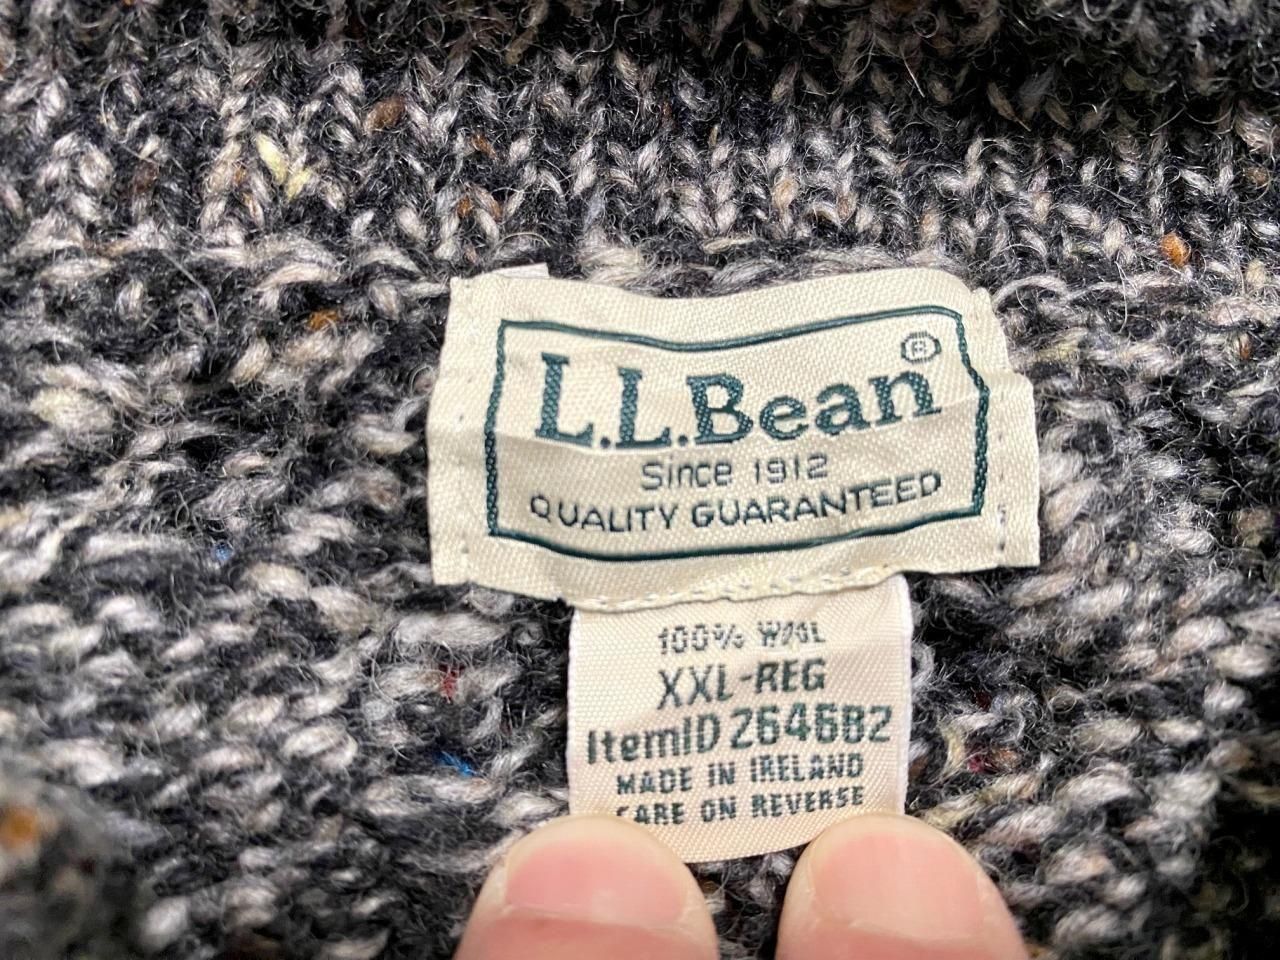 L.L.Bean®
Since 1912
QUALITY GUARANTEED
100% WOOL
XXL-REG
ItemID 264682
MADE IN IRELAND
CARE ON REVERSE